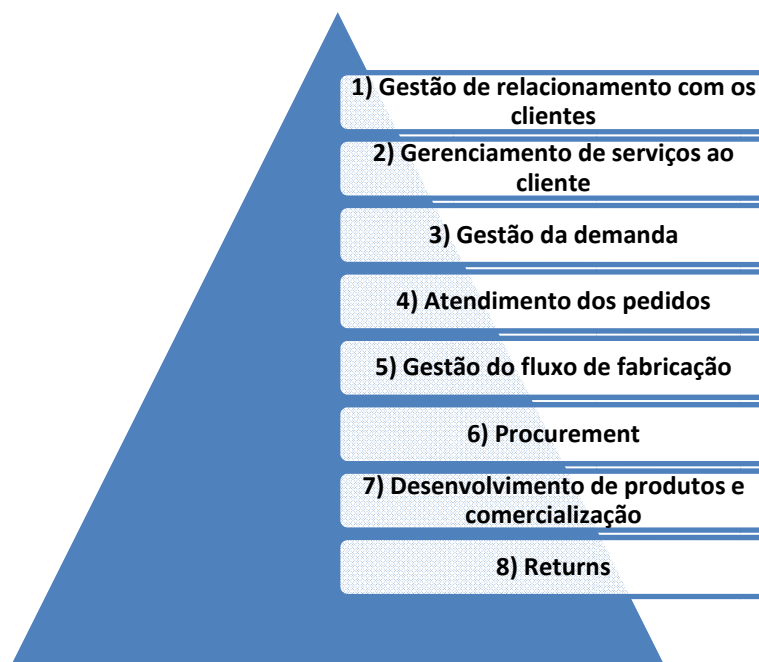 1) Gestão de relacionamento com os
clientes
2) Gerenciamento de serviços ao
cliente
3) Gestão da demanda
4) Atendimento dos pedidos
5) Gestão do fluxo de fabricação
6) Procurement
7) Desenvolvimento de produtos e
comercialização
8) Returns